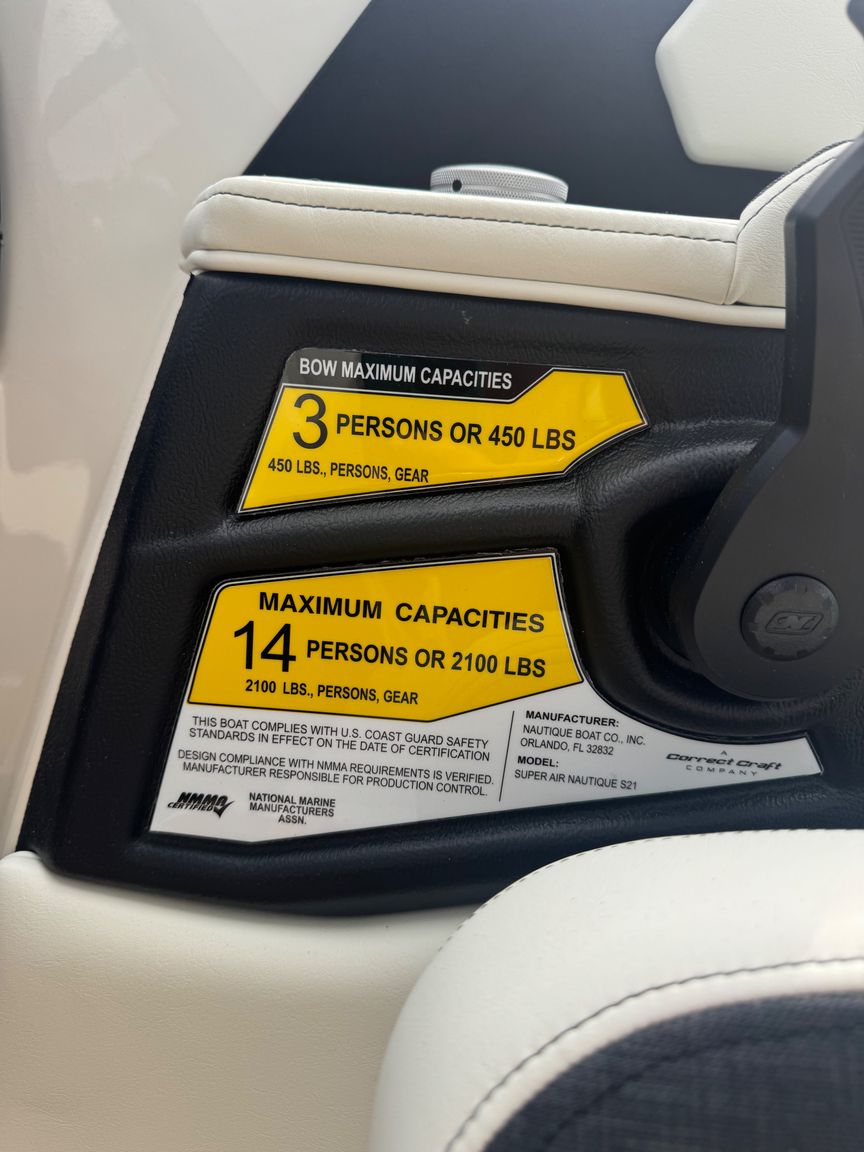 BOW MAXIMUM CAPACITIES
3 PERSONS OR 450 LBS
450 LBS., PERSONS, GEAR
MAXIMUM CAPACITIES
14 PERSONS OR 2100 LBS
2100 LBS., PERSONS, GEAR
THIS BOAT COMPLIES WITH U.S. COAST GUARD SAFETY
STANDARDS IN EFFECT ON THE DATE OF CERTIFICATION
DESIGN COMPLIANCE WITH NMMA REQUIREMENTS IS VERIFIED.
MANUFACTURER RESPONSIBLE FOR PRODUCTION CONTROL.
NMMA
CERTIFIED
NATIONAL MARINE
MANUFACTURERS
ASSN.
MANUFACTURER:
NAUTIQUE BOAT CO., INC.
ORLANDO, FL 32832
MODEL:
SUPER AIR NAUTIQUE S21
A
Correct Craft
COMPANY